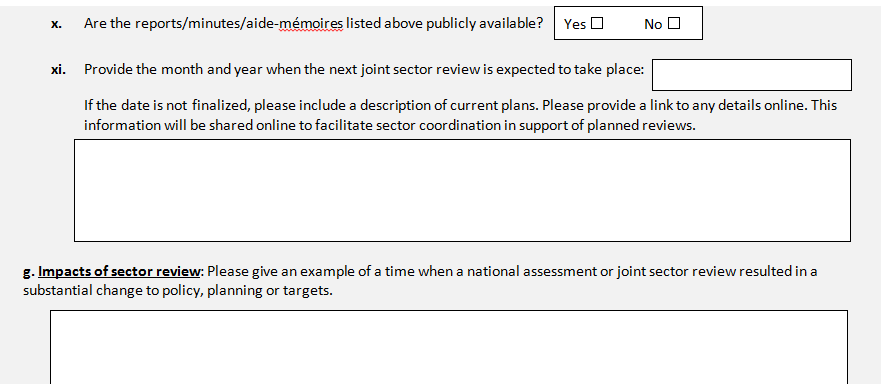 x. Are the reports/minutes/aide-mémoires listed above publicly available? Yes ☐ No ☐
xi. Provide the month and year when the next joint sector review is expected to take place:
If the date is not finalized, please include a description of current plans. Please provide a link to any details online. This
information will be shared online to facilitate sector coordination in support of planned reviews.
g. Impacts of sector review: Please give an example of a time when a national assessment or joint sector review resulted in a
substantial change to policy, planning or targets.